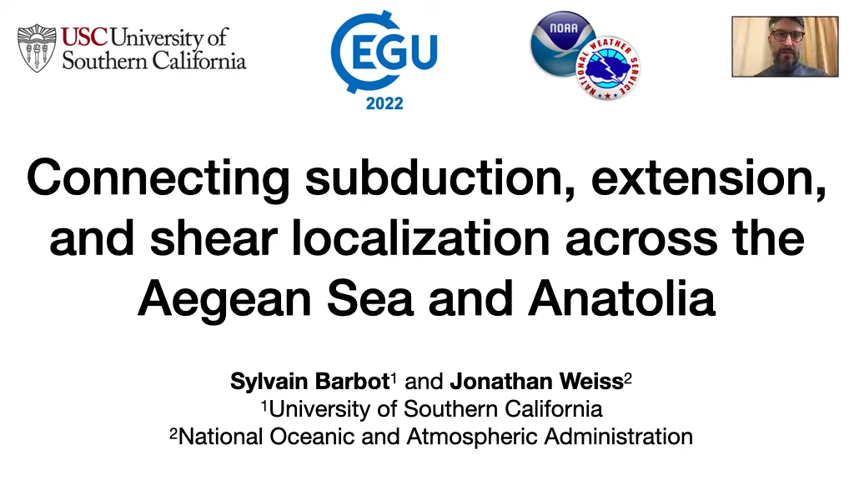 USC University of
Southern California
EGU
2022
NOAA
NATIONAL WEATHER SERVICE
Connecting subduction, extension,
and shear localization across the
Aegean Sea and Anatolia
Sylvain Barbot¹ and Jonathan Weiss²
¹University of Southern California
²National Oceanic and Atmospheric Administration